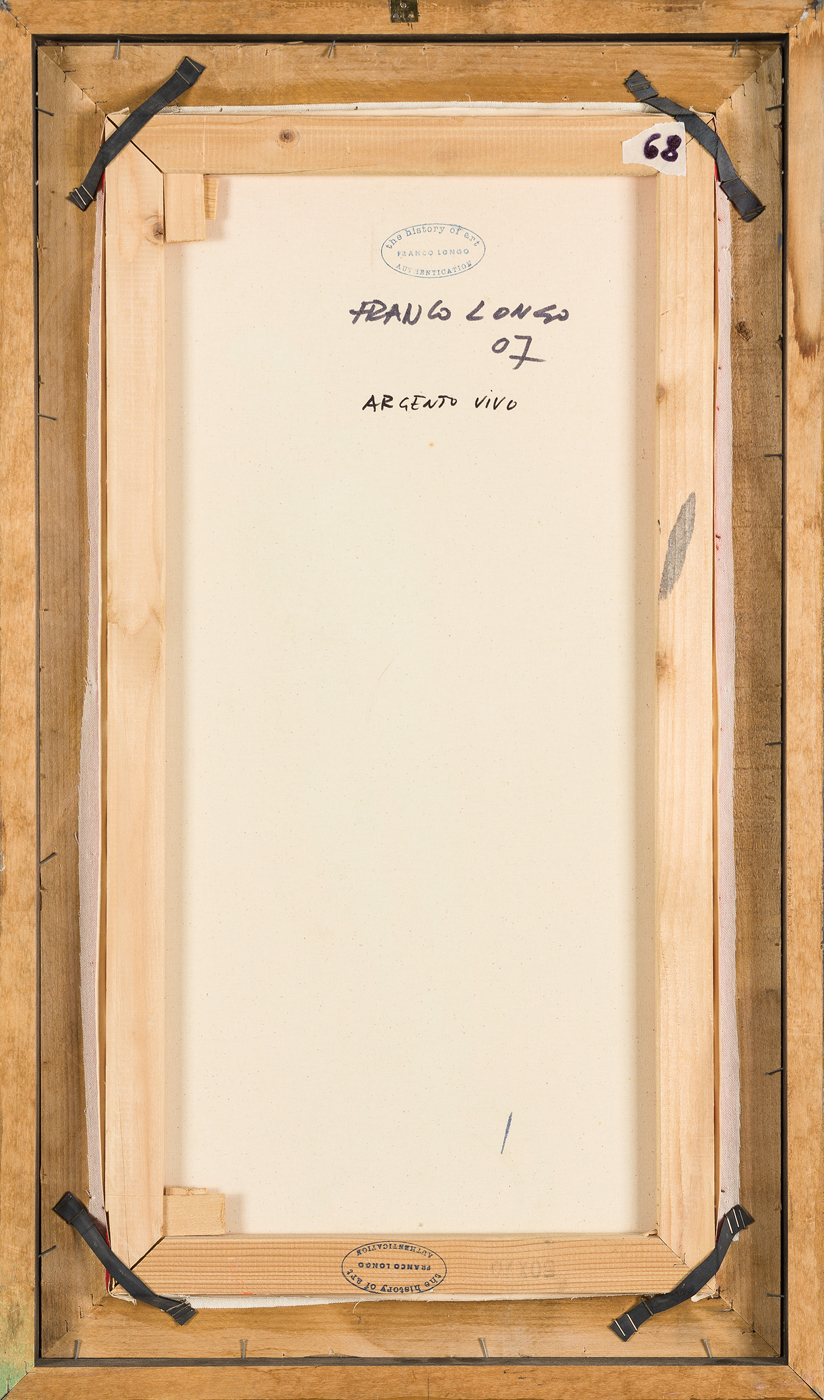 68
the history of art
FRANCO LONGO
AUTHENTICATION
FRANCO LONGO
07
ARGENTO VIVO
the history of art
FRANCO LONGO
AUTHENTICATION